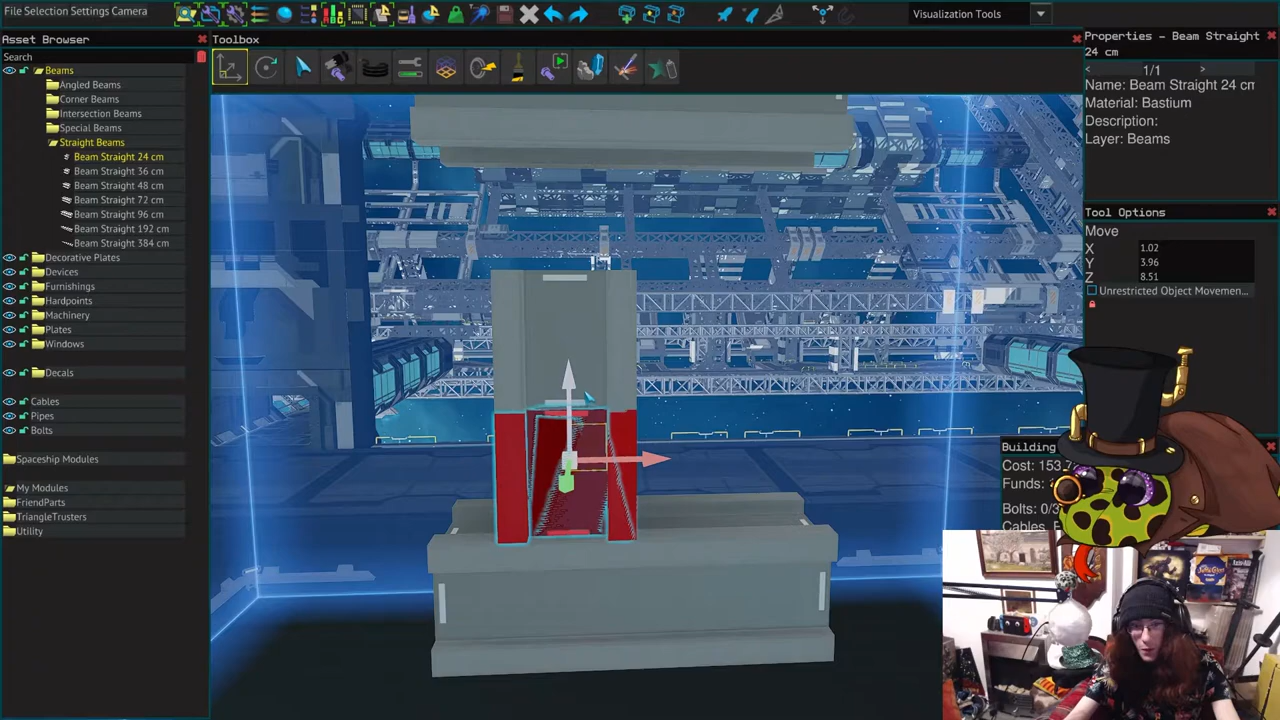 File Selection Settings Camera
Visualization Tools
Asset Browser
Toolbox
Properties - Beam Straight
24 cm
Search
< 1/1 >
Beams
Angled Beams
Corner Beams
Intersection Beams
Special Beams
Straight Beams
Beam Straight 24 cm
Beam Straight 36 cm
Beam Straight 48 cm
Beam Straight 72 cm
Beam Straight 96 cm
Beam Straight 192 cm
Beam Straight 384 cm
Decorative Plates
Devices
Furnishings
Hardpoints
Machinery
Plates
Windows
Decals
Cables
Pipes
Bolts
Spaceship Modules
My Modules
FriendParts
TriangleTrusters
Utility
Name: Beam Straight 24 cm
Material: Bastium
Description:
Layer: Beams
Tool Options
Move
X 1.02
Y 3.96
Z 8.51
Unrestricted Object Movemen...
Building
Cost: 153.7
Funds:
Bolts: 0/3
Cables